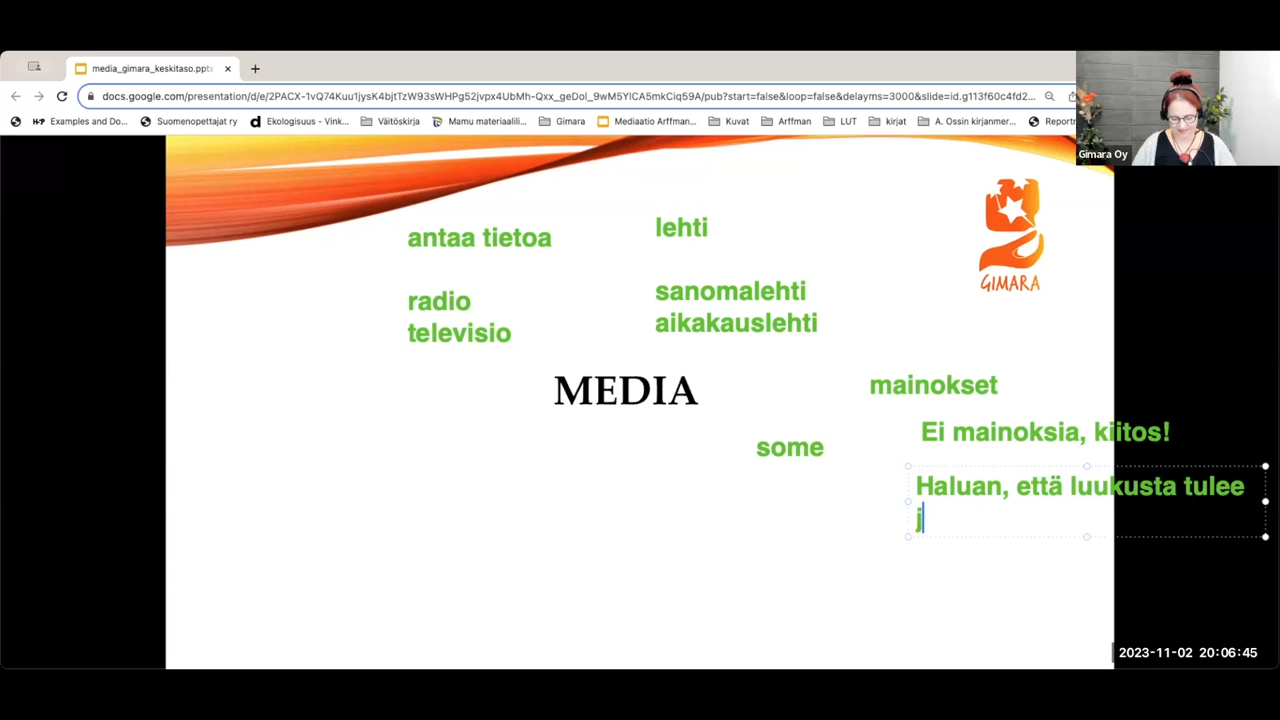 media_gimara_keskitaso.pptx
docs.google.com/presentation/d/e/2PACX-1vQ74Kuu1jysK4bjtTzW93sWHPg52jvpx4UbMh-Qxx_geDol_9wM5YlCA5mkCiq59A/pub?start=false&loop=false&delayms=3000&slide=id.g113f60c4fd2...
Examples and Do...
Suomenopettajat ry
Ekologisuus - Vink...
Väitöskirja
Mamu materiaalili...
Gimara
Mediaatio Arffman...
Kuvat
Arffman
LUT
kirjat
A. Ossin kirjanmer...
Reportr
Gimara Oy
antaa tietoa
lehti
GIMARA
radio
televisio
sanomalehti
aikakauslehti
MEDIA
mainokset
Ei mainoksia, kiitos!
some
Haluan, että luukusta tulee
j
2023-11-02 20:06:45